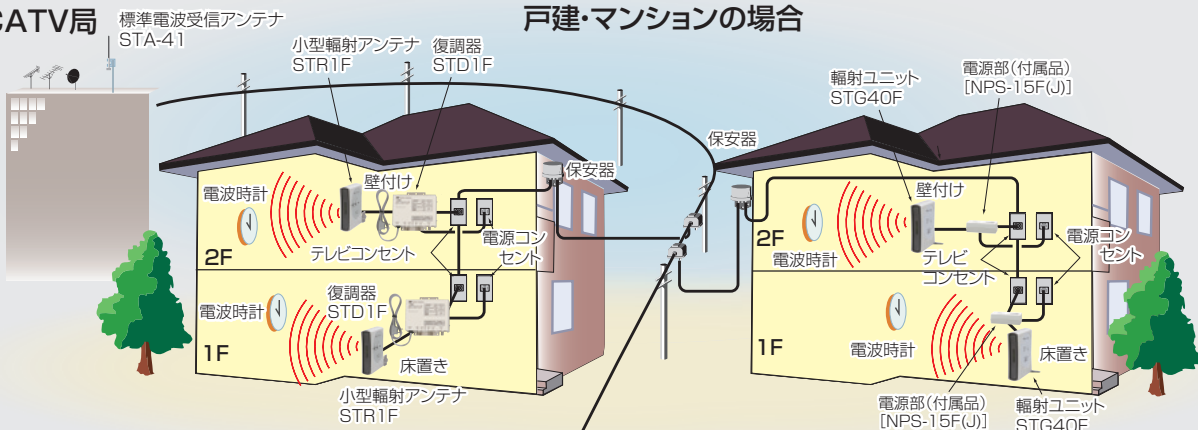 CATV局
標準電波受信アンテナ
STA-41
戸建・マンションの場合
小型輻射アンテナ
STR1F
復調器
STD1F
保安器
電波時計
壁付け
2F
テレビコンセント
電源コン
セント
電波時計
復調器
STD1F
1F
床置き
小型輻射アンテナ
STR1F
保安器
輻射ユニット
STG40F
電源部(付属品)
[NPS-15F(J)]
壁付け
2F
電波時計
テレビ
コンセント
電源コン
セント
1F
電波時計
床置き
電源部(付属品)
[NPS-15F(J)]
輻射ユニット
STG40F